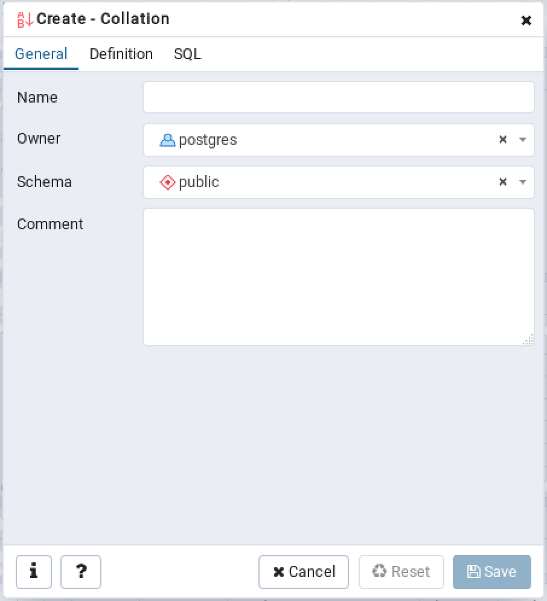 Create - Collation
General Definition SQL
Name
Owner postgres
Schema public
Comment
i ? Cancel Reset Save